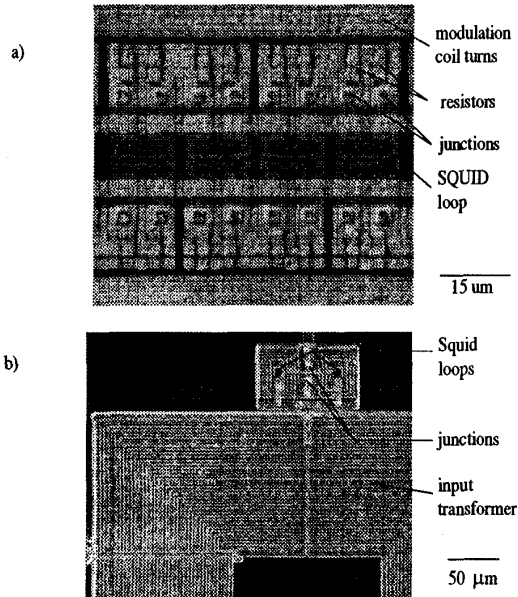 a)
modulation
coil turns
resistors
junctions
SQUID
loop
15 um
b)
Squid
loops
junctions
input
transformer
50 μm